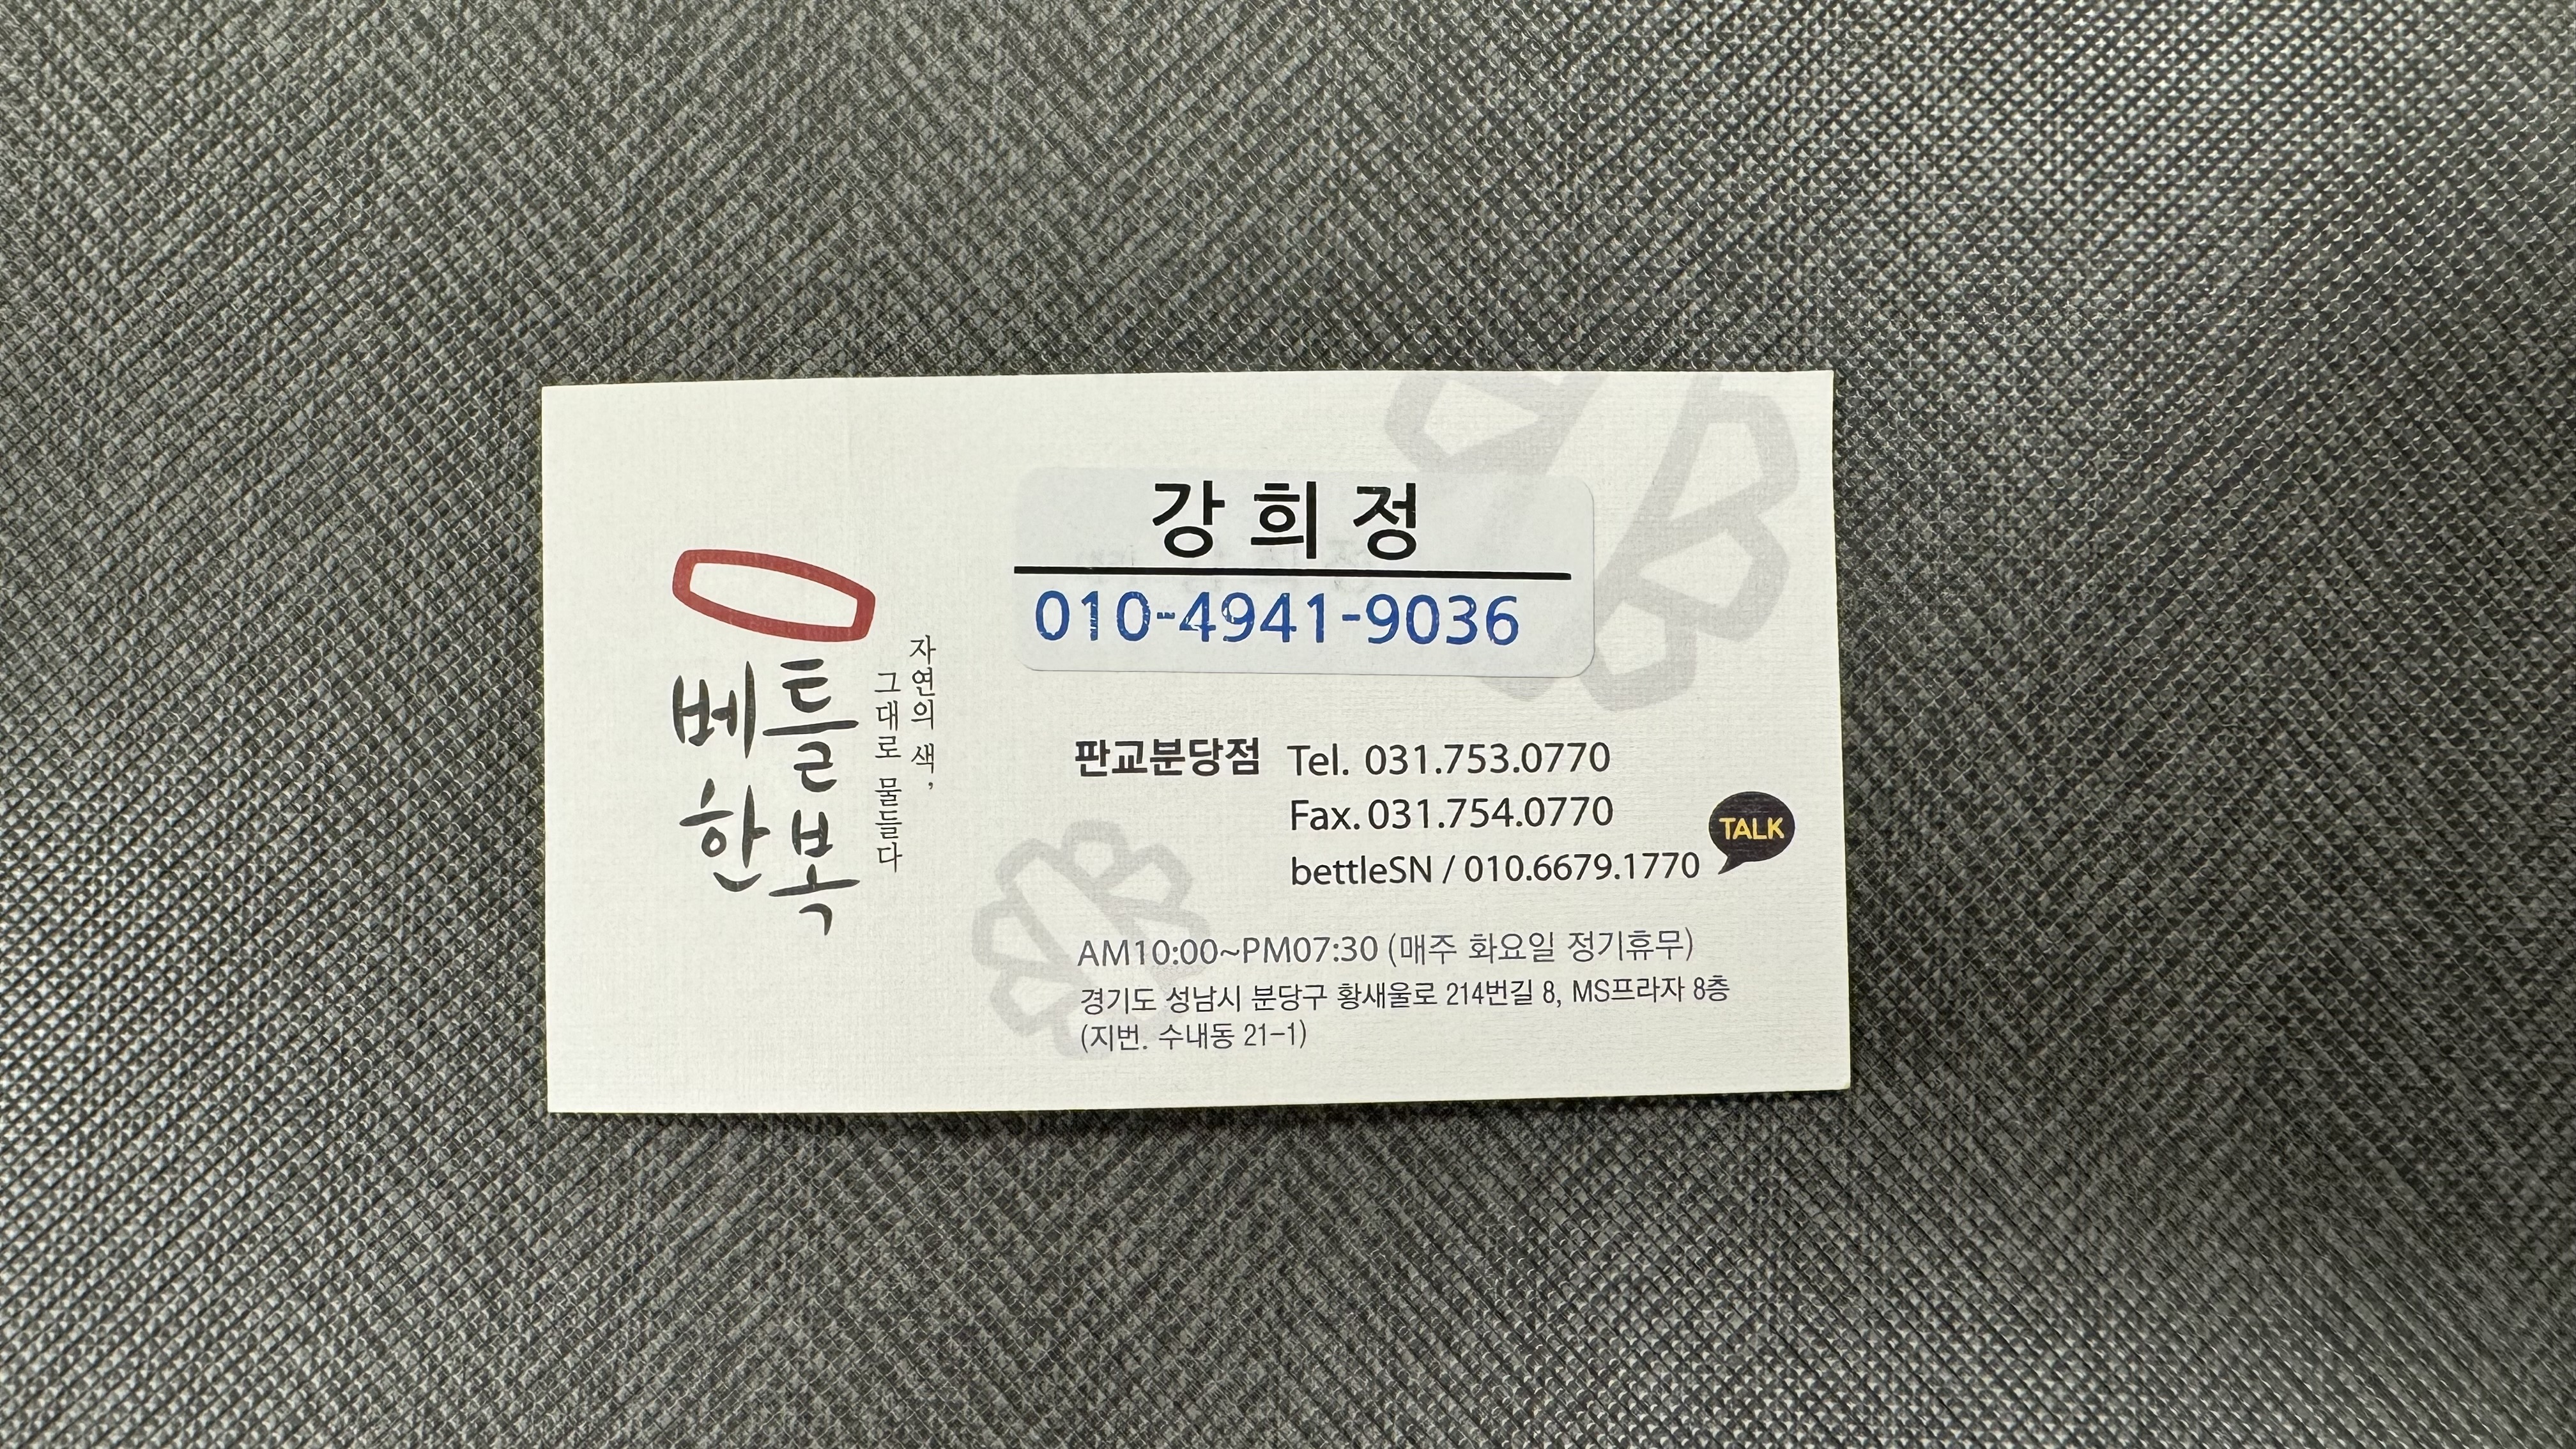 베틀
한복
자연의 색,
그대로 물들다
강희정
010-4941-9036
판교분당점 Tel. 031.753.0770
Fax. 031.754.0770
bettleSN / 010.6679.1770 TALK
AM10:00~PM07:30 (매주 화요일 정기휴무)
경기도 성남시 분당구 황새울로 214번길 8, MS프라자 8층
(지번. 수내동 21-1)